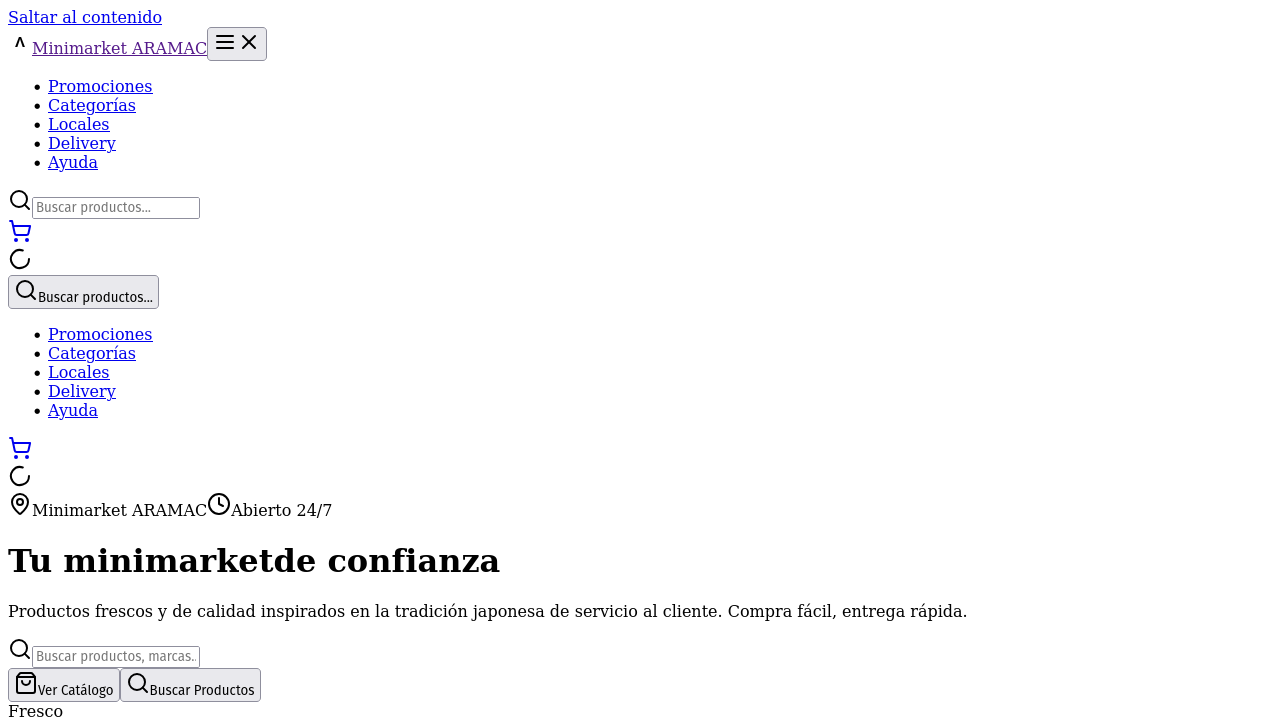 Saltar al contenido
Minimarket ARAMAC
Promociones
Categorías
Locales
Delivery
Ayuda
Buscar productos...
Buscar productos...
Promociones
Categorías
Locales
Delivery
Ayuda
Minimarket ARAMAC Abierto 24/7
Tu minimarketde confianza
Productos frescos y de calidad inspirados en la tradición japonesa de servicio al cliente. Compra fácil, entrega rápida.
Buscar productos, marcas..
Ver Catálogo Buscar Productos
Fresco